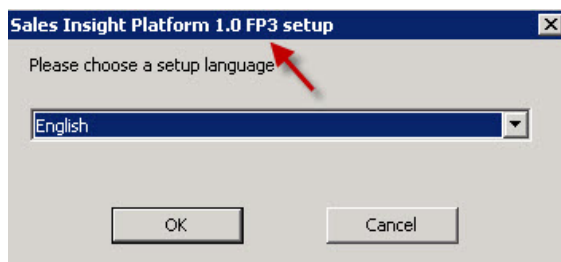 Sales Insight Platform 1.0 FP3 setup
Please choose a setup language
English
OK
Cancel